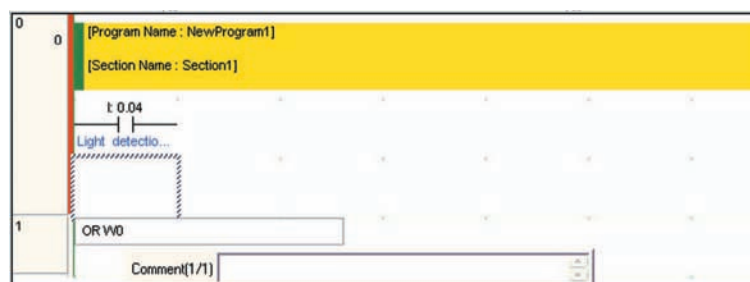 0
0
[Program Name : NewProgram1]
[Section Name : Section1]
I: 0.04
Light detectio...
1
OR W0
Comment(1/1)